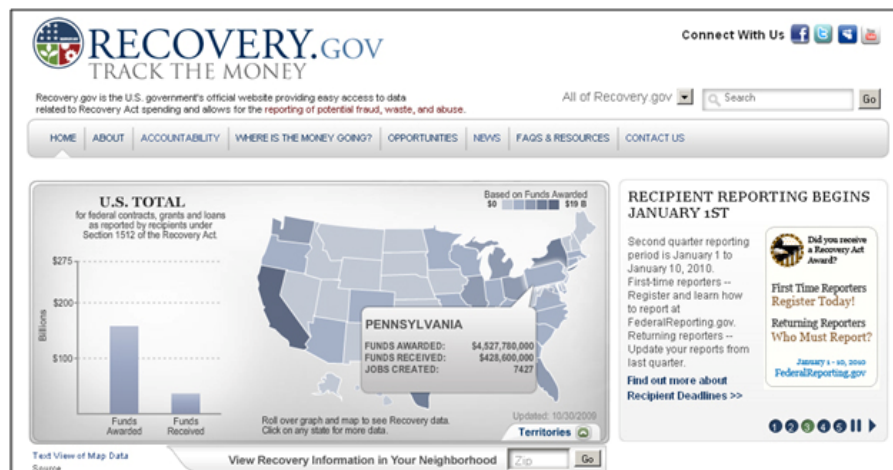 RECOVERY.GOV
TRACK THE MONEY
Connect With Us
Recovery.gov is the U.S. government's official website providing easy access to data
related to Recovery Act spending and allows for the reporting of potential fraud, waste, and abuse.
All of Recovery.gov
Search
Go
HOME
ABOUT
ACCOUNTABILITY
WHERE IS THE MONEY GOING?
OPPORTUNITIES
NEWS
FAQS & RESOURCES
CONTACT US
U.S. TOTAL
for federal contracts, grants and loans
as reported by recipients under
Section 1512 of the Recovery Act.
Based on Funds Awarded
$0
$19 B
$275
$200
$100
Billions
Funds
Awarded
Funds
Received
PENNSYLVANIA
FUNDS AWARDED: $4,527,780,000
FUNDS RECEIVED: $428,600,000
JOBS CREATED: 7427
Roll over graph and map to see Recovery data.
Click on any state for more data.
Updated: 10/30/2009
Territories
Text View of Map Data
Source
View Recovery Information in Your Neighborhood
Zip
Go
RECIPIENT REPORTING BEGINS
JANUARY 1ST
Second quarter reporting
period is January 1 to
January 10, 2010.
First-time reporters --
Register and learn how
to report at
FederalReporting.gov.
Returning reporters --
Update your reports from
last quarter.
Find out more about
Recipient Deadlines >>
Did you receive
a Recovery Act
Award?
First Time Reporters
Register Today!
Returning Reporters
Who Must Report?
January 1 - 10, 2010
FederalReporting.gov
1 2 3 4 5